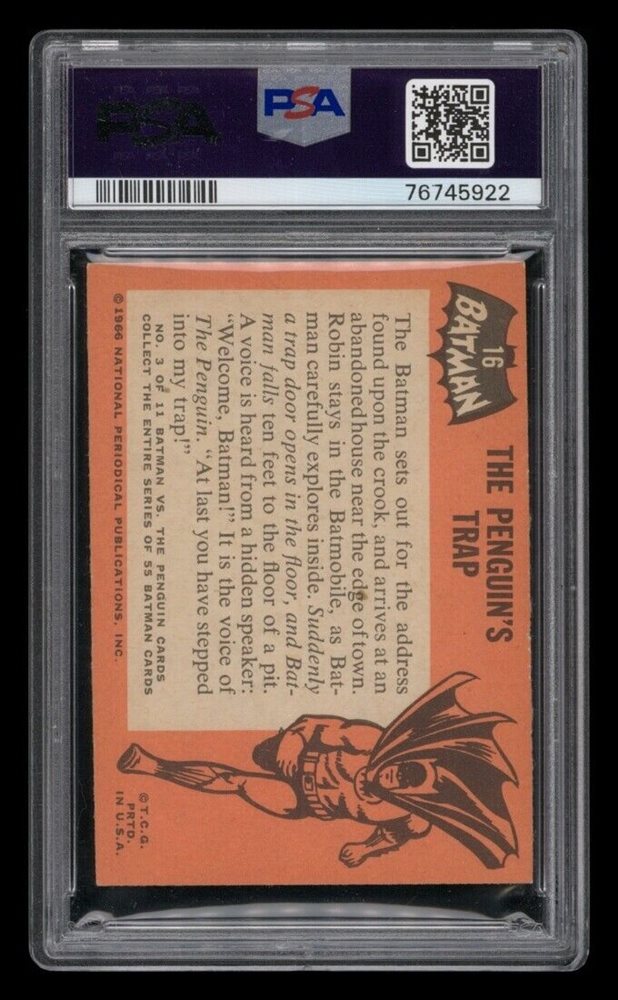 PSA
PSA
76745922
16
BATMAN
THE PENGUIN'S
TRAP
The Batman sets out for the address
found upon the crook, and arrives at an
abandoned house near the edge of town.
Robin stays in the Batmobile, as Bat-
man carefully explores inside. Suddenly
a trap door opens in the floor, and Bat-
man falls ten feet to the floor of a pit.
A voice is heard from a hidden speaker:
"Welcome, Batman!" It is the voice of
The Penguin. "At last you have stepped
into my trap!"
NO. 3 OF 11 BATMAN VS. THE PENGUIN CARDS
COLLECT THE ENTIRE SERIES OF 55 BATMAN CARDS
© 1966 NATIONAL PERIODICAL PUBLICATIONS, INC.
© T.C.G.
PRTD.
IN U.S.A.